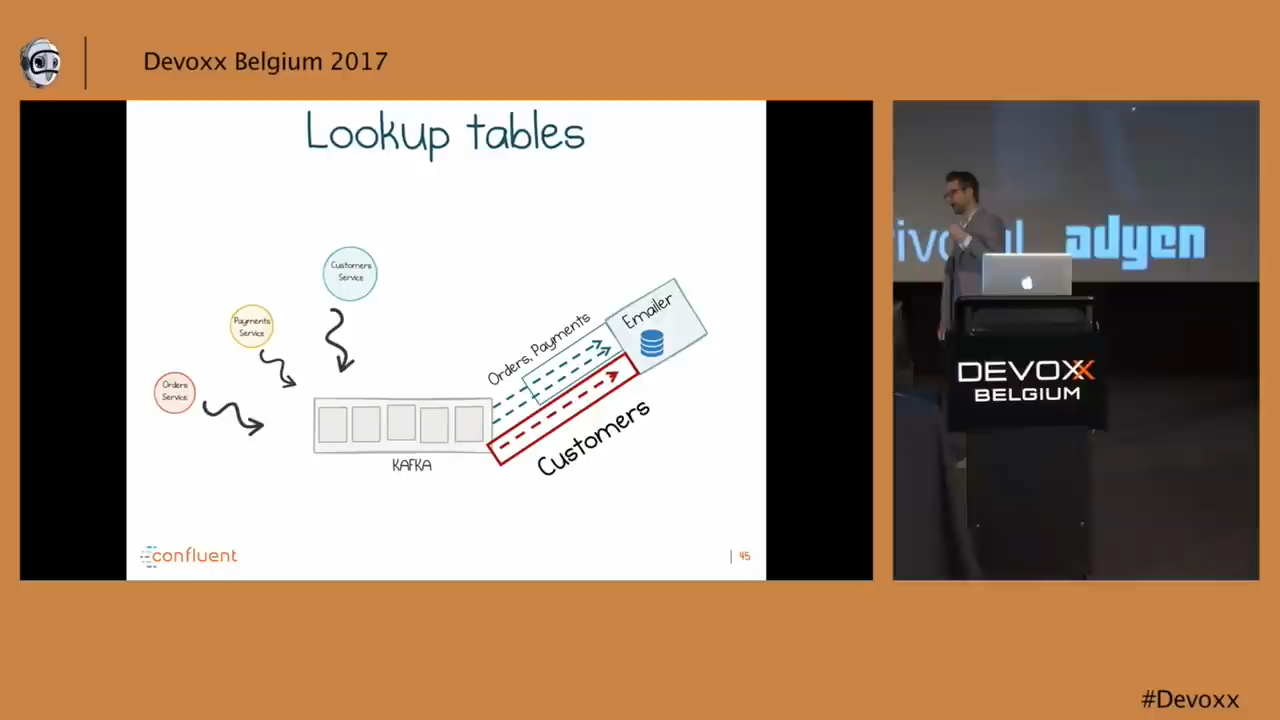 Devoxx Belgium 2017
Lookup tables
Customers
Service
Payments
Service
Orders
Service
Orders, Payments
Emailer
Customers
KAFKA
confluent
| 45
adyen
DEVOXX
BELGIUM
#Devoxx